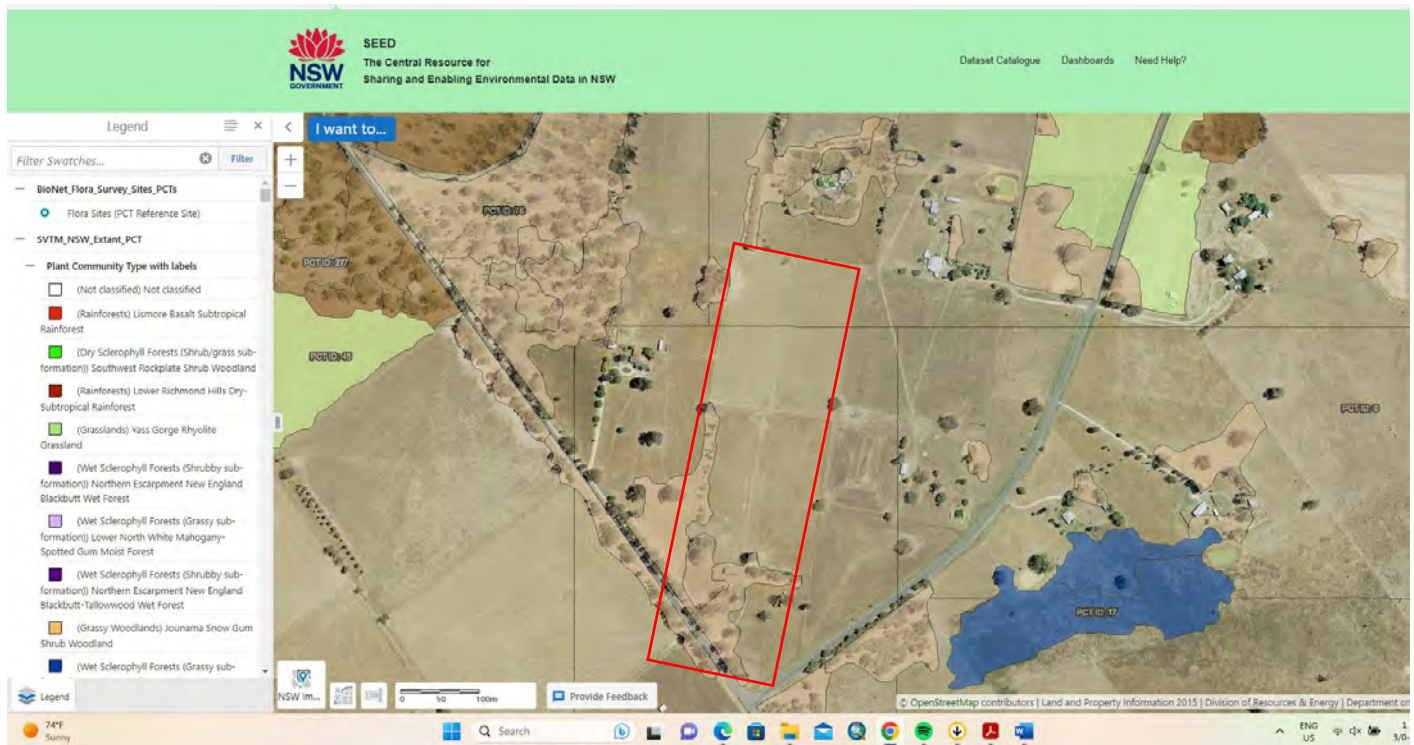 SEED
The Central Resource for
Sharing and Enabling Environmental Data in NSW
NSW
GOVERNMENT
Dataset Catalogue Dashboards Need Help?
Legend
I want to...
Filter Swatches...
Filter
BioNet_Flora_Survey_Sites_PCTs
Flora Sites (PCT Reference Site)
SVTM_NSW_Extant_PCT
Plant Community Type with labels
(Not classified) Not classified
(Rainforests) Lismore Basalt Subtropical
Rainforest
(Dry Sclerophyll Forests (Shrub/grass sub-
formation)) Southwest Rockplate Shrub Woodland
(Rainforests) Lower Richmond Hills Dry-
Subtropical Rainforest
(Grasslands) Yass Gorge Rhyolite
Grassland
(Wet Sclerophyll Forests (Shrubby sub-
formation)) Northern Escarpment New England
Blackbutt Wet Forest
(Wet Sclerophyll Forests (Grassy sub-
formation)) Lower North White Mahogany-
Spotted Gum Moist Forest
(Wet Sclerophyll Forests (Shrubby sub-
formation)) Northern Escarpment New England
Blackbutt-Tallowwood Wet Forest
(Grassy Woodlands) Jounama Snow Gum
Shrub Woodland
(Wet Sclerophyll Forests (Grassy sub-
Legend
PCT ID: 76
PCT ID: 277
PCT ID: 45
PCT ID: 0
PCT ID: 17
NSW Im...
0 50 100m
Provide Feedback
© OpenStreetMap contributors | Land and Property Information 2015 | Division of Resources & Energy | Department of
74°F
Sunny
Search
ENG
US